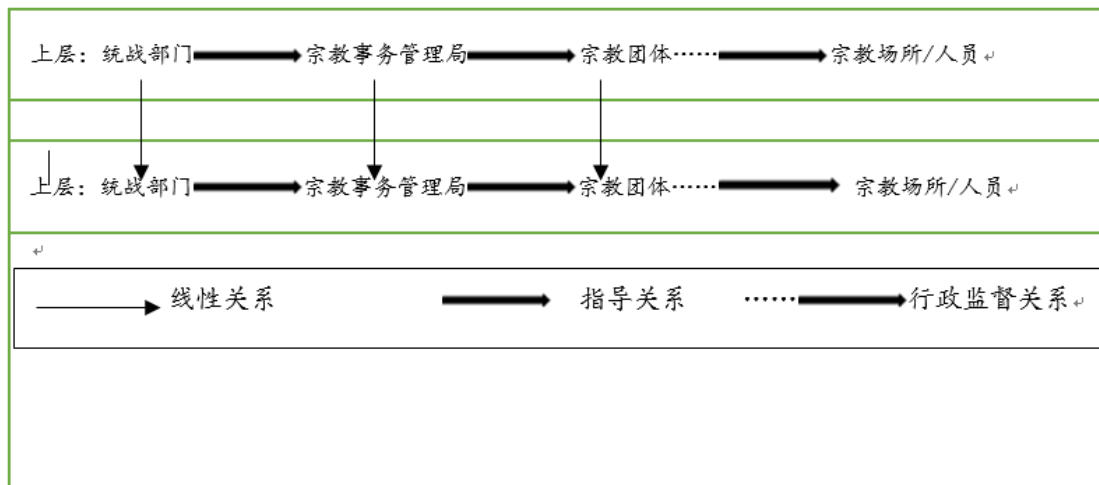 上层：统战部门 宗教事务管理局 宗教团体…… 宗教场所/人员
上层：统战部门 宗教事务管理局 宗教团体…… 宗教场所/人员
线性关系 指导关系 ……行政监督关系